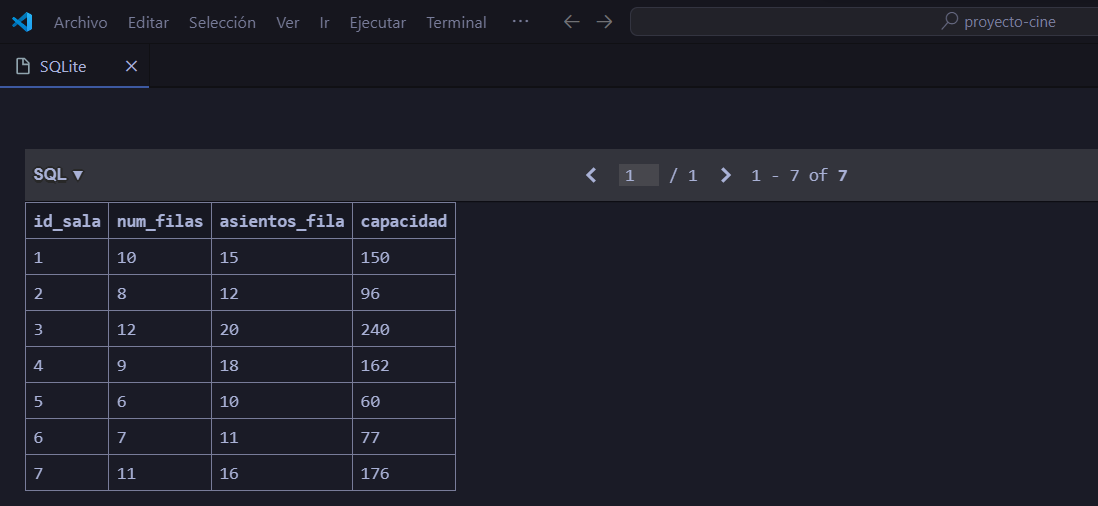 Archivo Editar Selección Ver Ir Ejecutar Terminal ··· proyecto-cine
SQLite
SQL ▼ 1 / 1 1 - 7 of 7
id_sala num_filas asientos_fila capacidad
1 10 15 150
2 8 12 96
3 12 20 240
4 9 18 162
5 6 10 60
6 7 11 77
7 11 16 176